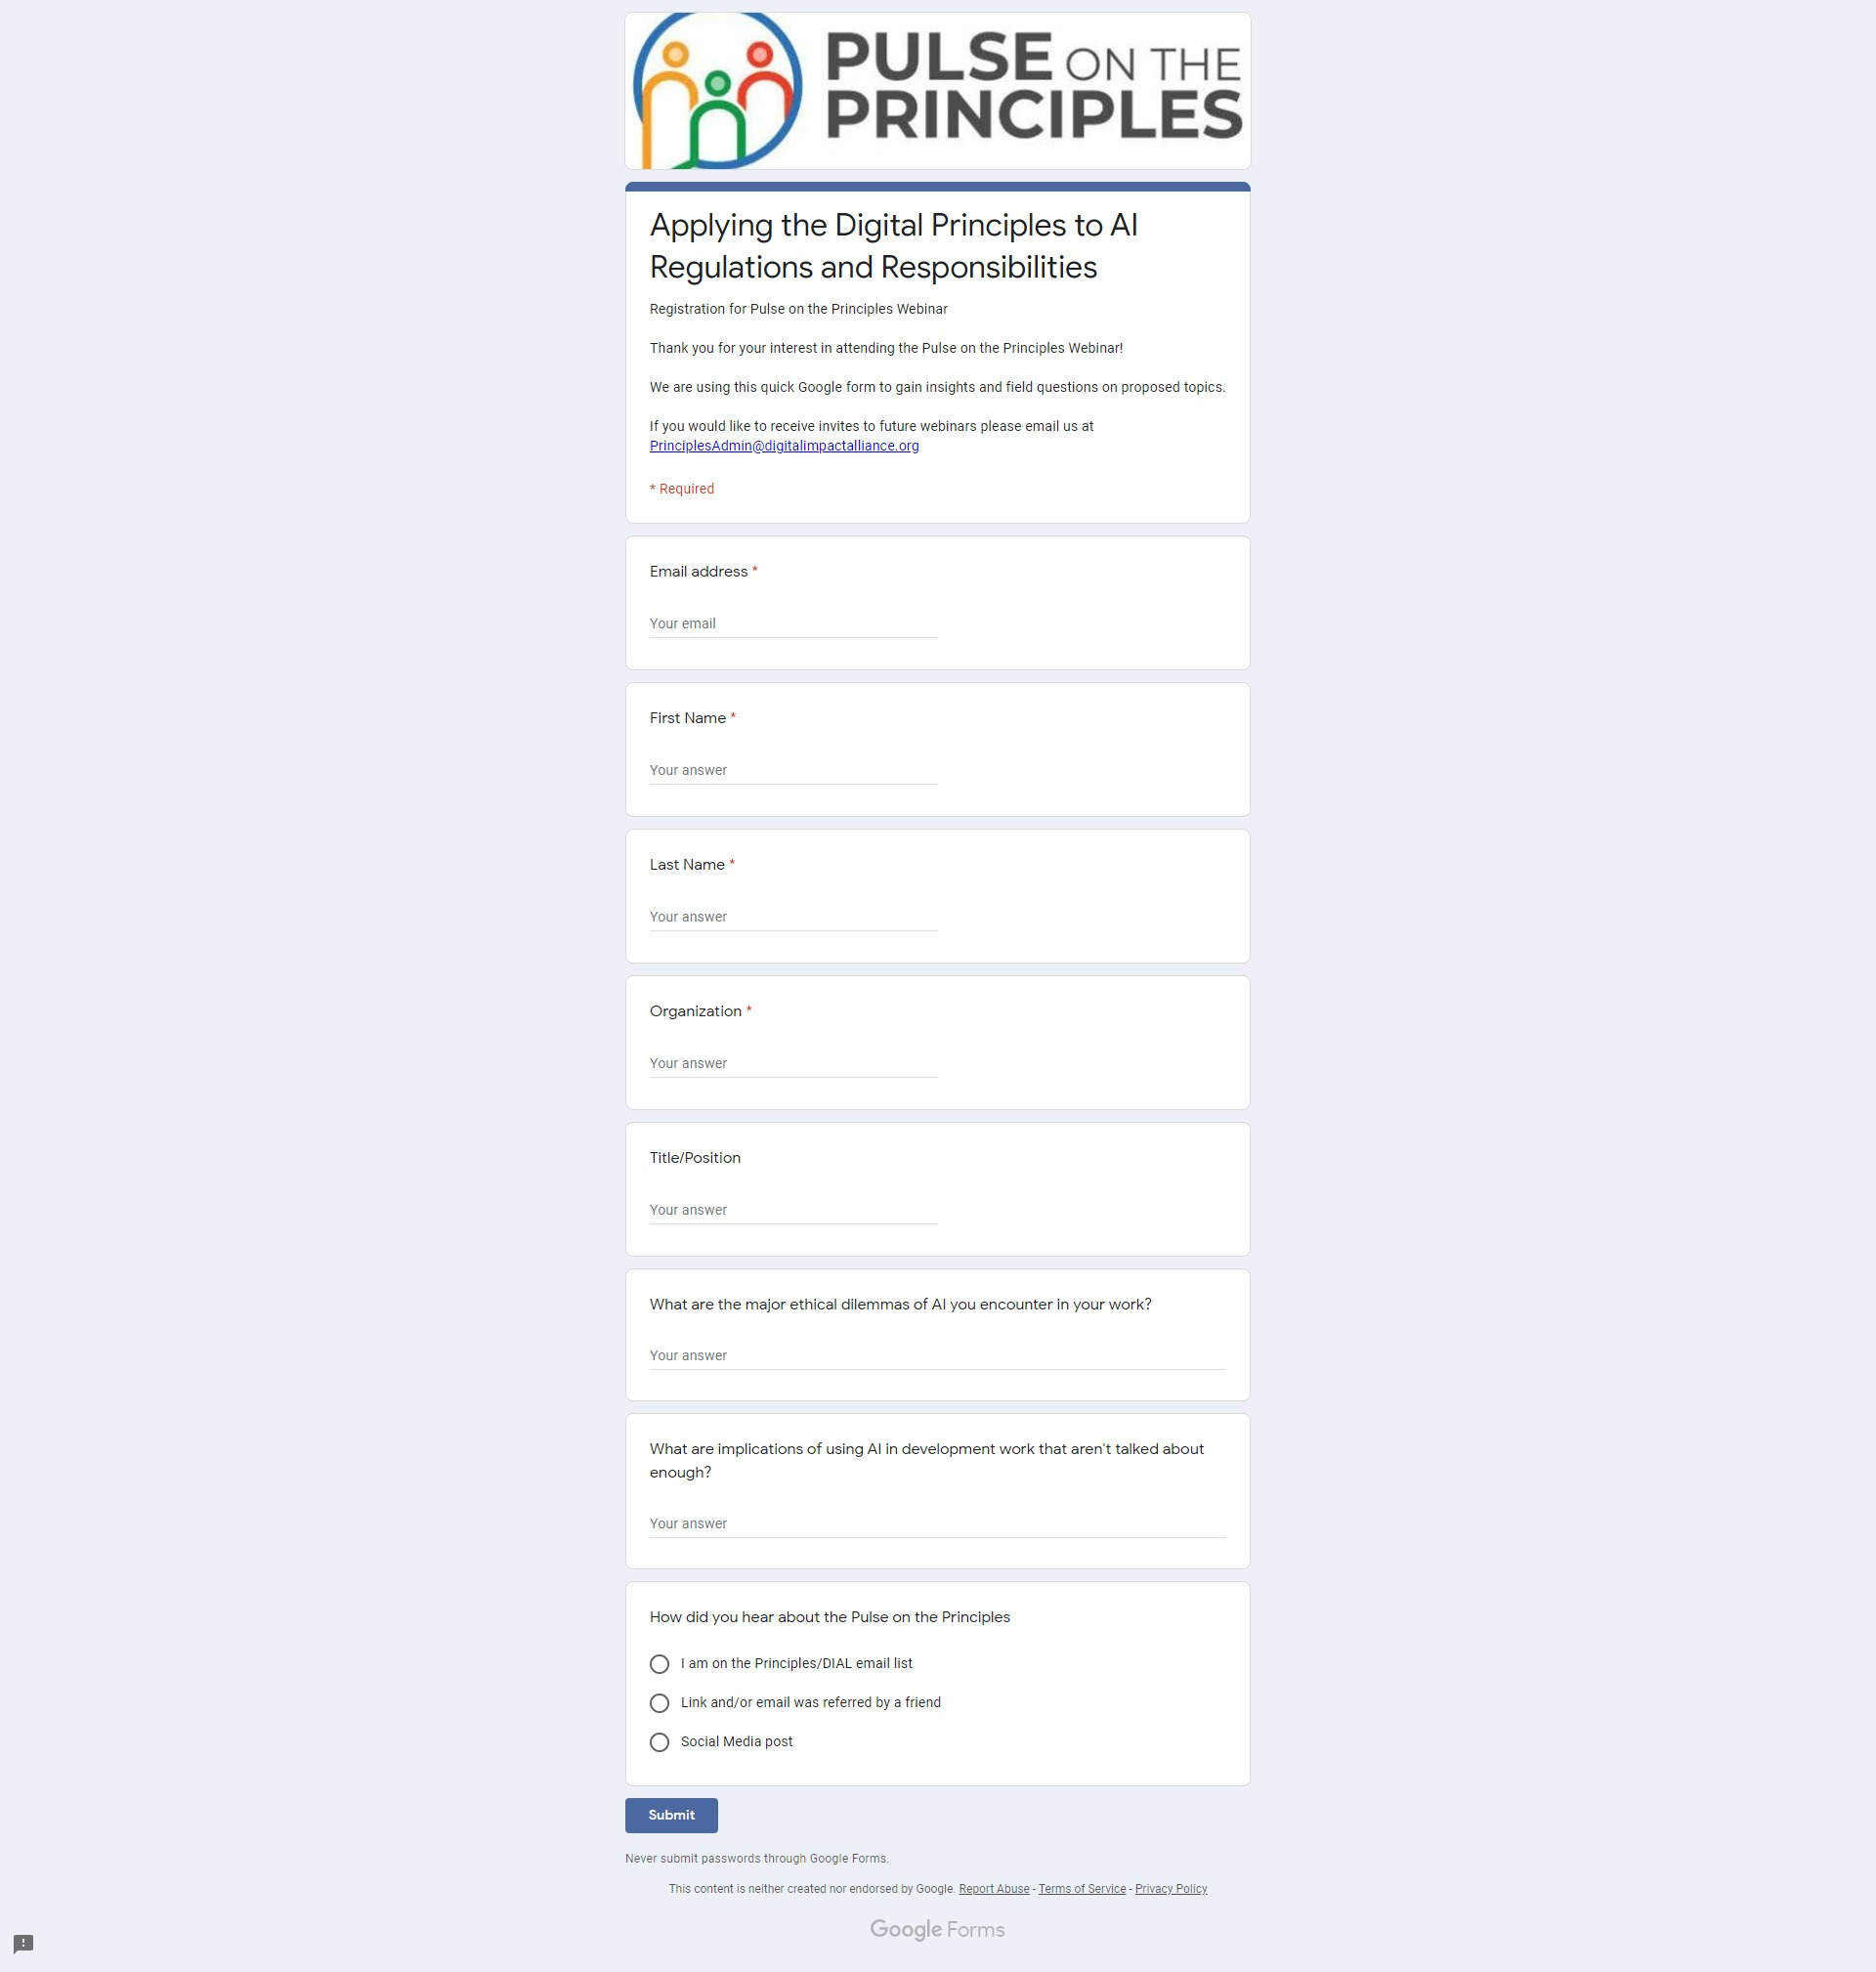 PULSE ON THE
PRINCIPLES
Applying the Digital Principles to AI
Regulations and Responsibilities
Registration for Pulse on the Principles Webinar
Thank you for your interest in attending the Pulse on the Principles Webinar!
We are using this quick Google form to gain insights and field questions on proposed topics.
If you would like to receive invites to future webinars please email us at
PrinciplesAdmin@digitalimpactalliance.org
* Required
Email address *
Your email
First Name *
Your answer
Last Name *
Your answer
Organization *
Your answer
Title/Position
Your answer
What are the major ethical dilemmas of AI you encounter in your work?
Your answer
What are implications of using AI in development work that aren't talked about
enough?
Your answer
How did you hear about the Pulse on the Principles
I am on the Principles/DIAL email list
Link and/or email was referred by a friend
Social Media post
Submit
Never submit passwords through Google Forms.
This content is neither created nor endorsed by Google. Report Abuse - Terms of Service - Privacy Policy
Google Forms